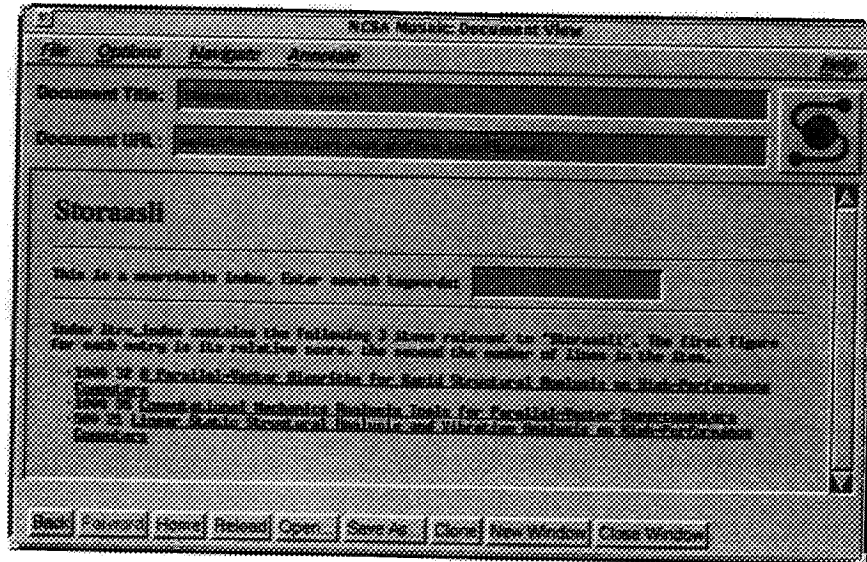 NCSA Mosaic: Document View
File Options Navigate Annotate Help
Document Title:
Document URL:
Storaasli
This is a searchable index. Enter search keywords:
Index ltrs.index contains the following 3 items relevant to "Storaasli". The first figure
for each entry is its relative score, the second the number of lines in the item.
1000 32 A Parallel-Vector Algorithm for Rapid Structural Analysis on High-Performance
Computers
Computational Mechanics Analysis Tools for Parallel-Vector Supercomputers
Linear Static Structural Analysis and Vibration Analysis on High-Performance
Computers
Back Forward Home Reload Open... Save As... Clone New Window Close Window